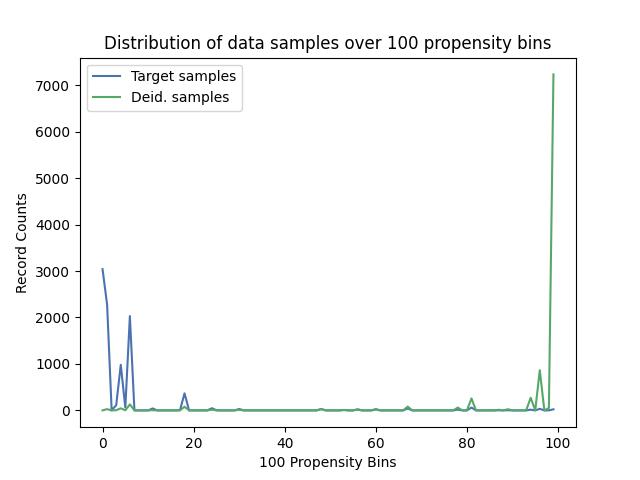 Distribution of data samples over 100 propensity bins
Target samples
Deid. samples
7000
6000
5000
4000
3000
2000
1000
0
Record Counts
0 20 40 60 80 100
100 Propensity Bins